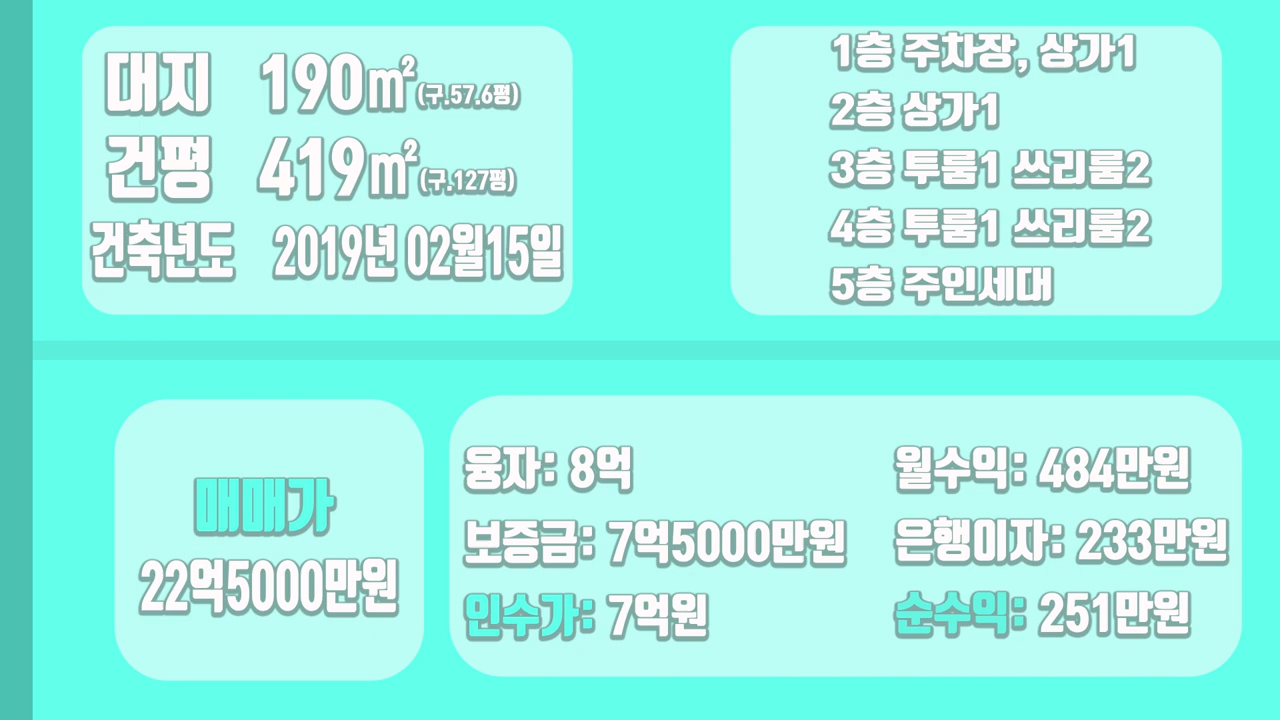 대지 190㎡(구.57.6평)
건평 419㎡(구.127평)
건축년도 2019년 02월15일
1층 주차장, 상가1
2층 상가1
3층 투룸1 쓰리룸2
4층 투룸1 쓰리룸2
5층 주인세대
매매가
22억5000만원
융자: 8억
보증금: 7억5000만원
인수가: 7억원
월수익: 484만원
은행이자: 233만원
순수익: 251만원